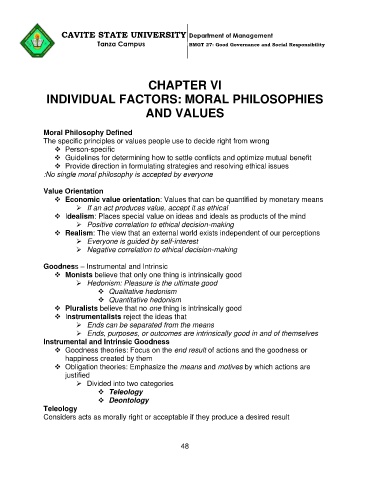 CAVITE STATE UNIVERSITY Department of Management
Tanza Campus BMGT 27- Good Governance and Social Responsibility
CHAPTER VI
INDIVIDUAL FACTORS: MORAL PHILOSOPHIES
AND VALUES
Moral Philosophy Defined
The specific principles or values people use to decide right from wrong
❖ Person-specific
❖ Guidelines for determining how to settle conflicts and optimize mutual benefit
❖ Provide direction in formulating strategies and resolving ethical issues
:No single moral philosophy is accepted by everyone
Value Orientation
❖ Economic value orientation: Values that can be quantified by monetary means
➢ If an act produces value, accept it as ethical
❖ Idealism: Places special value on ideas and ideals as products of the mind
➢ Positive correlation to ethical decision-making
❖ Realism: The view that an external world exists independent of our perceptions
➢ Everyone is guided by self-interest
➢ Negative correlation to ethical decision-making
Goodness – Instrumental and Intrinsic
❖ Monists believe that only one thing is intrinsically good
➢ Hedonism: Pleasure is the ultimate good
❖ Qualitative hedonism
❖ Quantitative hedonism
❖ Pluralists believe that no one thing is intrinsically good
❖ Instrumentalists reject the ideas that
➢ Ends can be separated from the means
➢ Ends, purposes, or outcomes are intrinsically good in and of themselves
Instrumental and Intrinsic Goodness
❖ Goodness theories: Focus on the end result of actions and the goodness or
happiness created by them
❖ Obligation theories: Emphasize the means and motives by which actions are
justified
➢ Divided into two categories
❖ Teleology
❖ Deontology
Teleology
Considers acts as morally right or acceptable if they produce a desired result
48